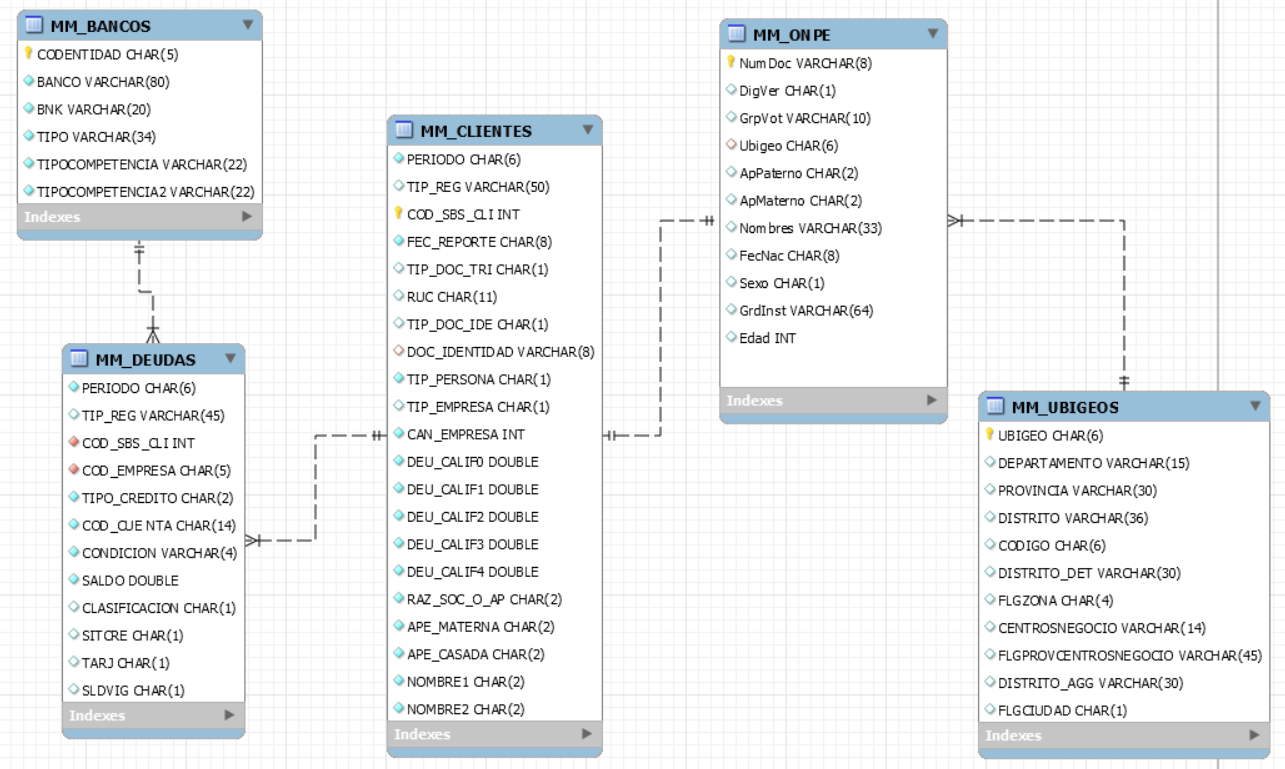 MM_BANCOS
CODENTIDAD CHAR(5)
BANCO VARCHAR(80)
BNK VARCHAR(20)
TIPO VARCHAR(34)
TIPOCOMPETENCIA VARCHAR(22)
TIPOCOMPETENCIA2 VARCHAR(22)
Indexes
MM_DEUDAS
PERIODO CHAR(6)
TIP_REG VARCHAR(45)
COD_SBS_CLI INT
COD_EMPRESA CHAR(5)
TIPO_CREDITO CHAR(2)
COD_CUENTA CHAR(14)
CONDICION VARCHAR(4)
SALDO DOUBLE
CLASIFICACION CHAR(1)
SITCRE CHAR(1)
TARJ CHAR(1)
SLDVIG CHAR(1)
Indexes
MM_CLIENTES
PERIODO CHAR(6)
TIP_REG VARCHAR(50)
COD_SBS_CLI INT
FEC_REPORTE CHAR(8)
TIP_DOC_TRI CHAR(1)
RUC CHAR(11)
TIP_DOC_IDE CHAR(1)
DOC_IDENTIDAD VARCHAR(8)
TIP_PERSONA CHAR(1)
TIP_EMPRESA CHAR(1)
CAN_EMPRESA INT
DEU_CALIF0 DOUBLE
DEU_CALIF1 DOUBLE
DEU_CALIF2 DOUBLE
DEU_CALIF3 DOUBLE
DEU_CALIF4 DOUBLE
RAZ_SOC_O_AP CHAR(2)
APE_MATERNA CHAR(2)
APE_CASADA CHAR(2)
NOMBRE1 CHAR(2)
NOMBRE2 CHAR(2)
Indexes
MM_ONPE
NumDoc VARCHAR(8)
DigVer CHAR(1)
GrpVot VARCHAR(10)
Ubigeo CHAR(6)
ApPaterno CHAR(2)
ApMaterno CHAR(2)
Nombres VARCHAR(33)
FecNac CHAR(8)
Sexo CHAR(1)
GrdInst VARCHAR(64)
Edad INT
Indexes
MM_UBIGEOS
UBIGEO CHAR(6)
DEPARTAMENTO VARCHAR(15)
PROVINCIA VARCHAR(30)
DISTRITO VARCHAR(36)
CODIGO CHAR(6)
DISTRITO_DET VARCHAR(30)
FLGZONA CHAR(4)
CENTROSNEGOCIO VARCHAR(14)
FLGPROVCENTROSNEGOCIO VARCHAR(45)
DISTRITO_AGG VARCHAR(30)
FLGCIUDAD CHAR(1)
Indexes